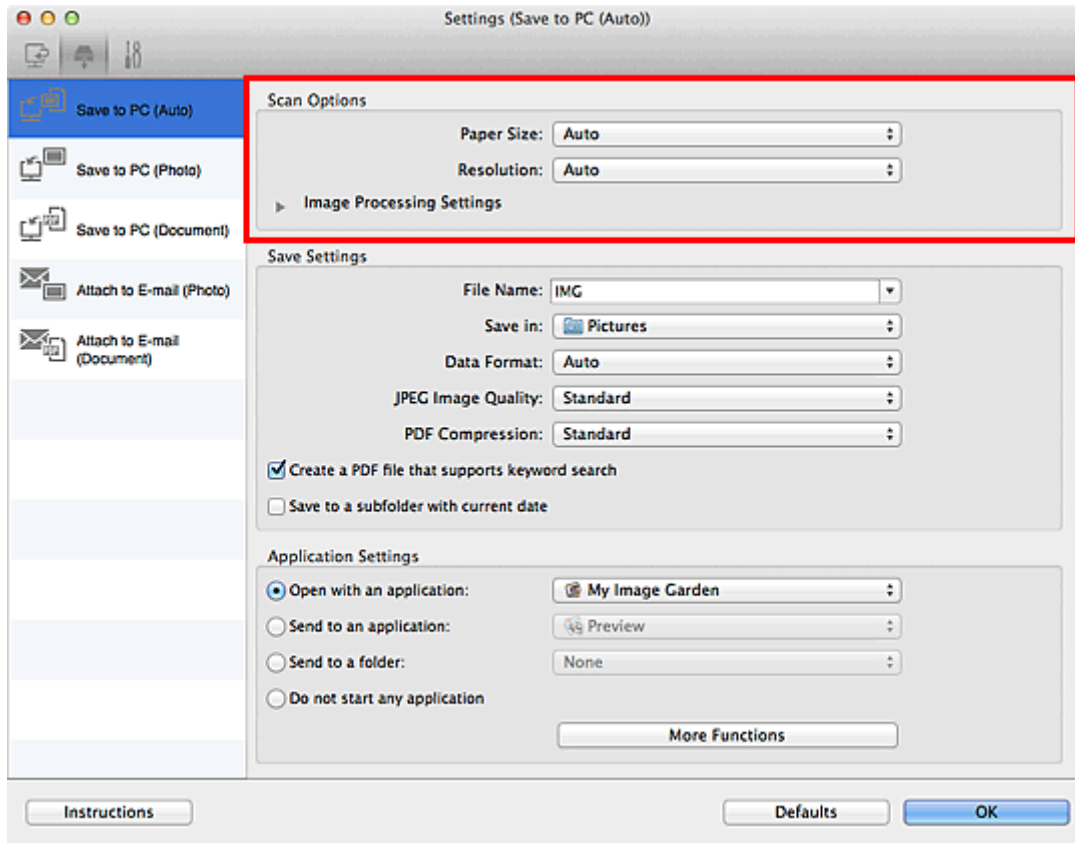 Settings (Save to PC (Auto))
Save to PC (Auto)
Save to PC (Photo)
Save to PC (Document)
Attach to E-mail (Photo)
Attach to E-mail
(Document)
Scan Options
Paper Size: Auto
Resolution: Auto
Image Processing Settings
Save Settings
File Name: IMG
Save in: Pictures
Data Format: Auto
JPEG Image Quality: Standard
PDF Compression: Standard
Create a PDF file that supports keyword search
Save to a subfolder with current date
Application Settings
Open with an application: My Image Garden
Send to an application: Preview
Send to a folder: None
Do not start any application
More Functions
Instructions Defaults OK